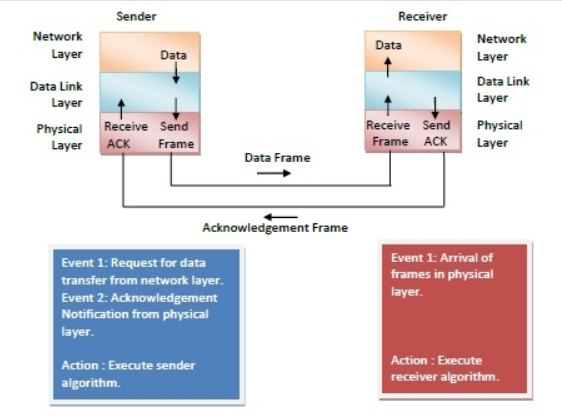 Sender
Receiver
Network
Layer
Data
Data Link
Layer
Physical
Layer
Receive
ACK
Send
Frame
Data
Network
Layer
Data Link
Layer
Receive
Frame
Send
ACK
Physical
Layer
Data Frame
Acknowledgement Frame
Event 1: Request for data
transfer from network layer.
Event 2: Acknowledgement
Notification from physical
layer.
Action : Execute sender
algorithm.
Event 1: Arrival of
frames in physical
layer.
Action : Execute
receiver algorithm.